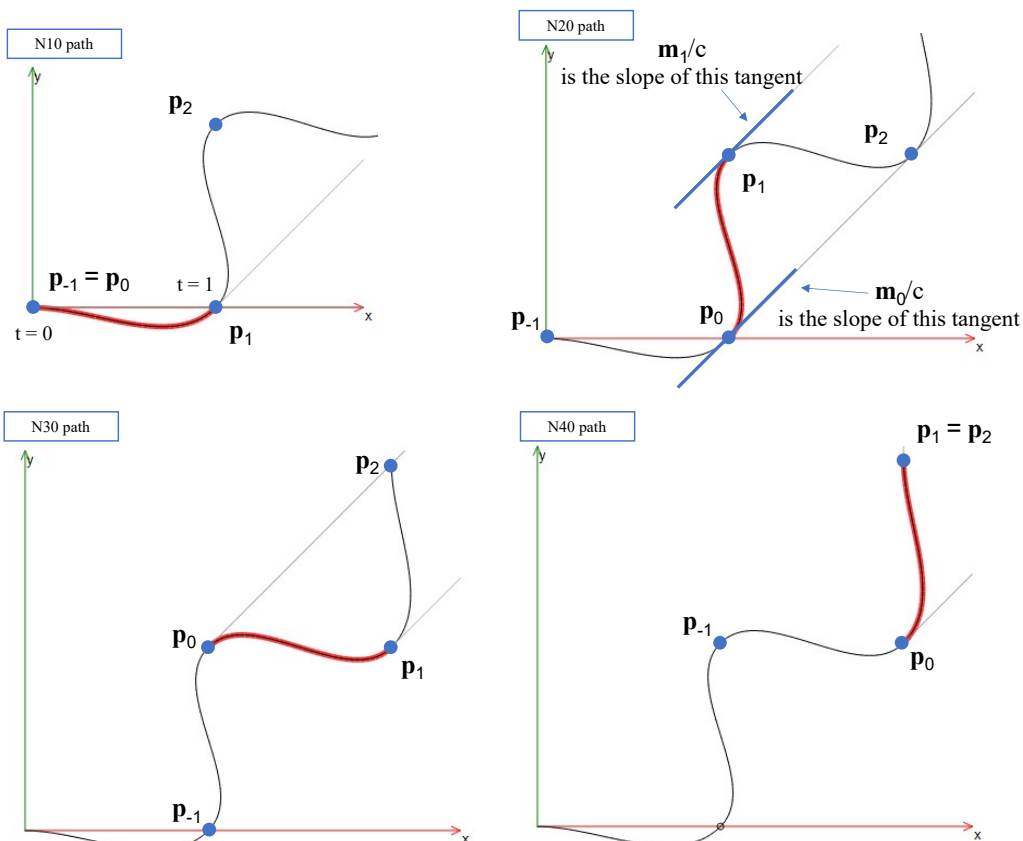 N10 path
y
p₂
p₋₁ = p₀
t = 1
x
t = 0
p₁
N20 path
m₁/c
y
is the slope of this tangent
p₂
p₁
m₀/c
p₋₁
p₀
is the slope of this tangent
x
N30 path
y
p₂
p₀
p₁
p₋₁
x
N40 path
p₁ = p₂
y
p₋₁
p₀
x